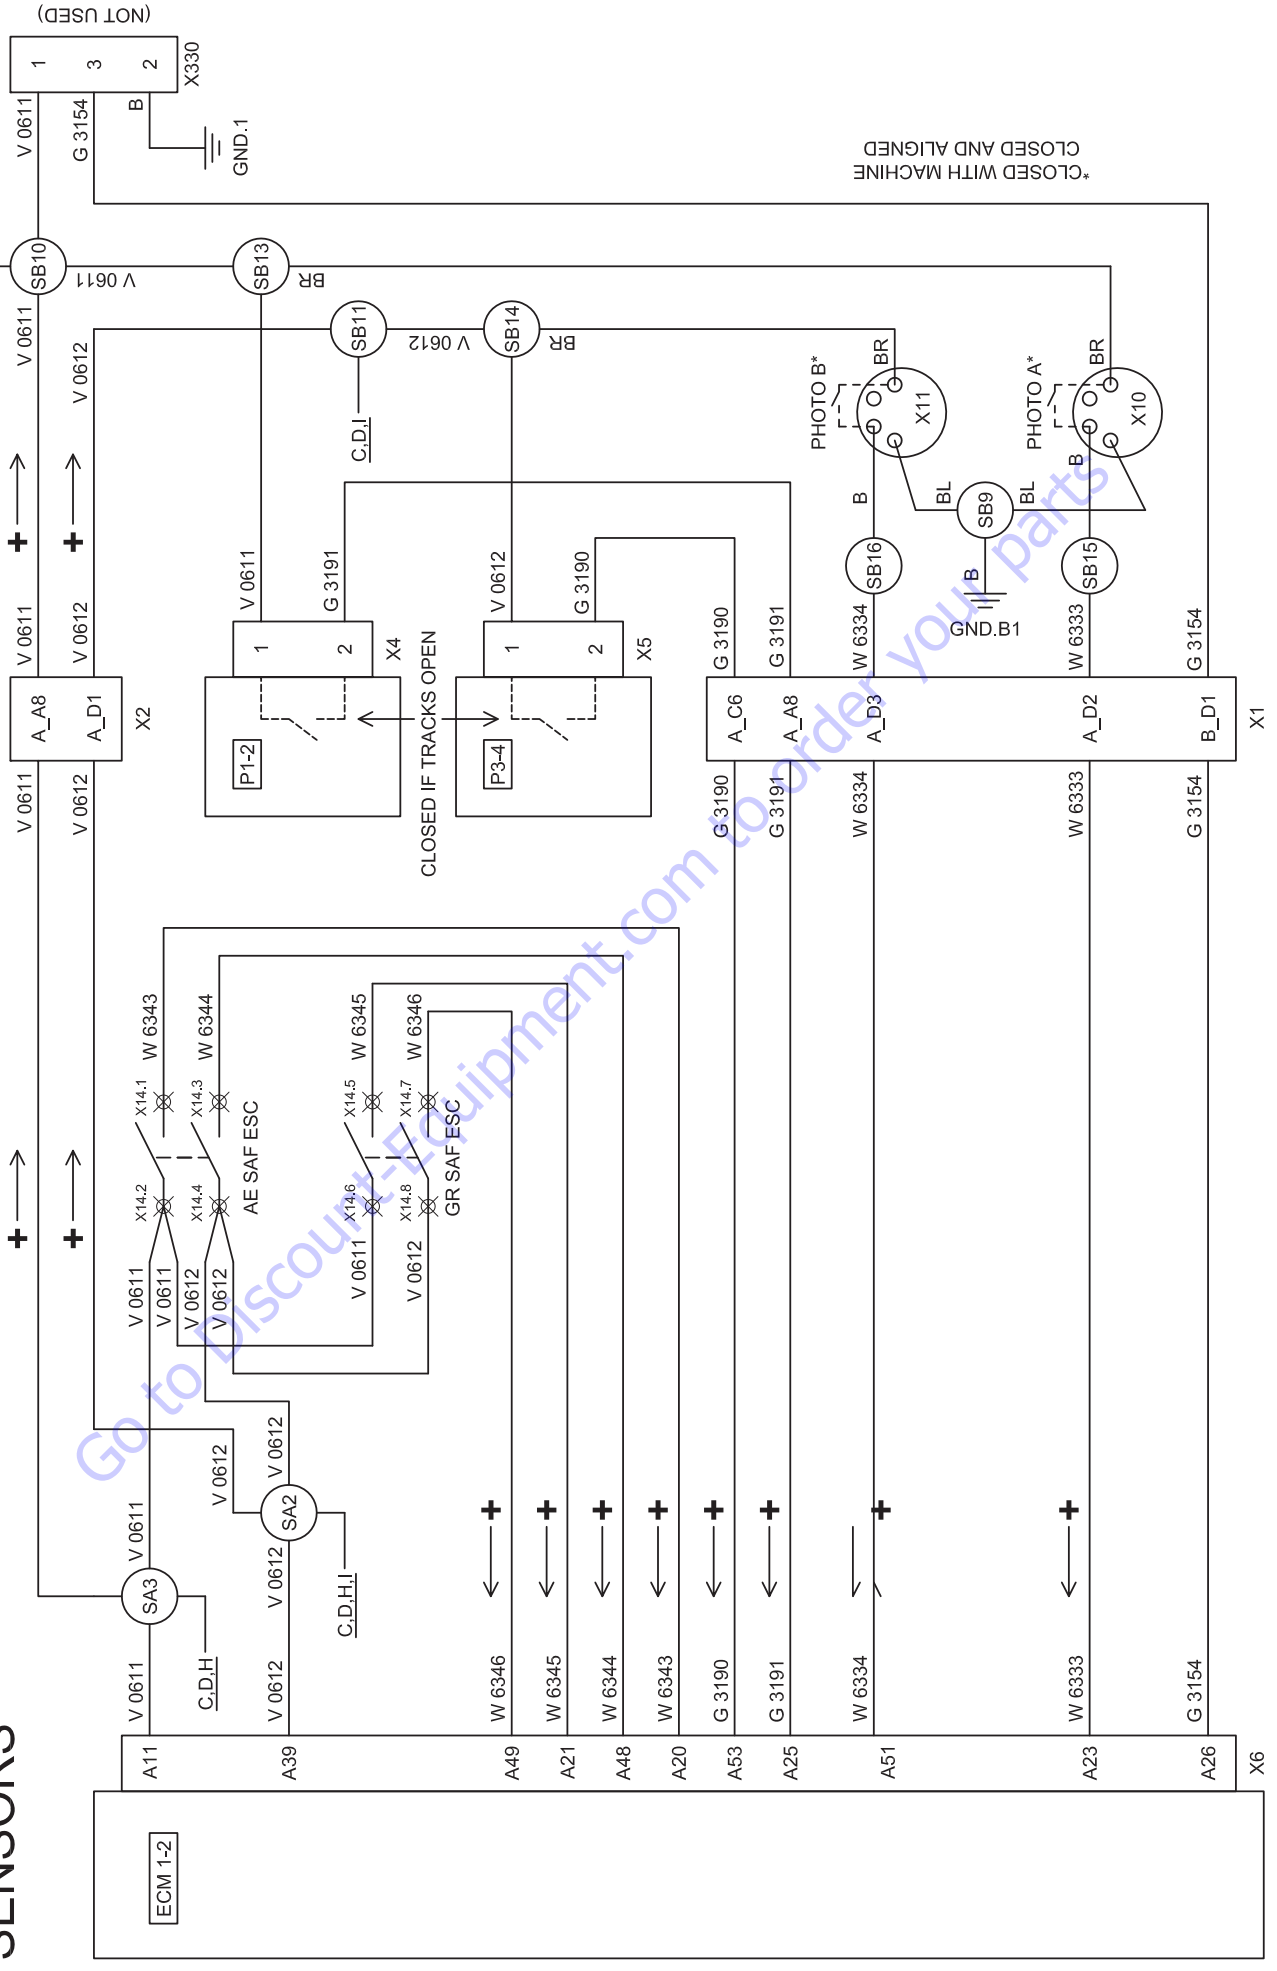 SENSORS
ECM 1-2
X6
A11
A39
A49
A21
A48
A20
A53
A25
A51
A23
A26
V 0611
V 0612
W 6346
W 6345
W 6344
W 6343
G 3190
G 3191
W 6334
W 6333
G 3154
C,D,H
C,D,H,I
SA3
SA2
V 0611
V 0612
V 0612
V 0611
V 0611
V 0612
V 0612
V 0611
V 0612
X14.2
X14.4
X14.6
X14.8
X14.1
X14.3
X14.5
X14.7
AE SAF ESC
GR SAF ESC
W 6343
W 6344
W 6345
W 6346
V 0611
V 0612
G 3190
G 3191
W 6334
W 6333
G 3154
A_A8
A_D1
X2
P1-2
P3-4
CLOSED IF TRACKS OPEN
1
2
X4
1
2
X5
A_C6
A_A8
A_D3
A_D2
B_D1
X1
V 0611
V 0612
V 0611
G 3191
V 0612
G 3190
G 3190
G 3191
W 6334
W 6333
G 3154
GND.B1
B
SB16
SB15
SB9
B
B
BL
BL
PHOTO B*
PHOTO A*
X11
X10
BR
BR
C,D,I
SB11
SB14
V 0612
BR
V 0611
V 0612
SB10
SB13
V 0611
BR
V 0611
G 3154
B
GND.1
1
3
2
X330
(NOT USED)
*CLOSED WITH MACHINE
CLOSED AND ALIGNED
Go to Discount-Equipment.com to order your parts